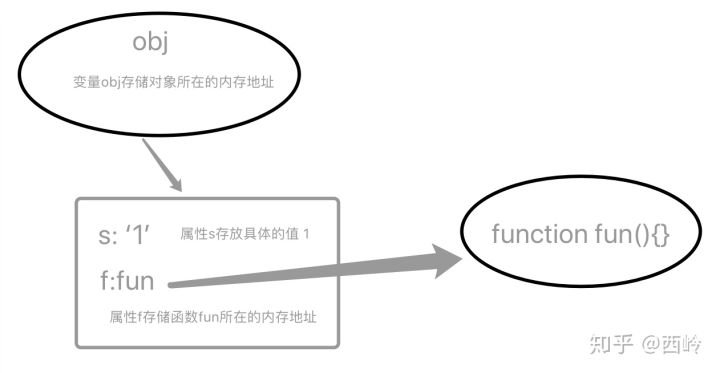 obj
变量obj存储对象所在的内存地址
s: ‘1’ 属性s存放具体的值 1
f:fun
属性f存储函数fun所在的内存地址
function fun(){}
知乎 @西岭